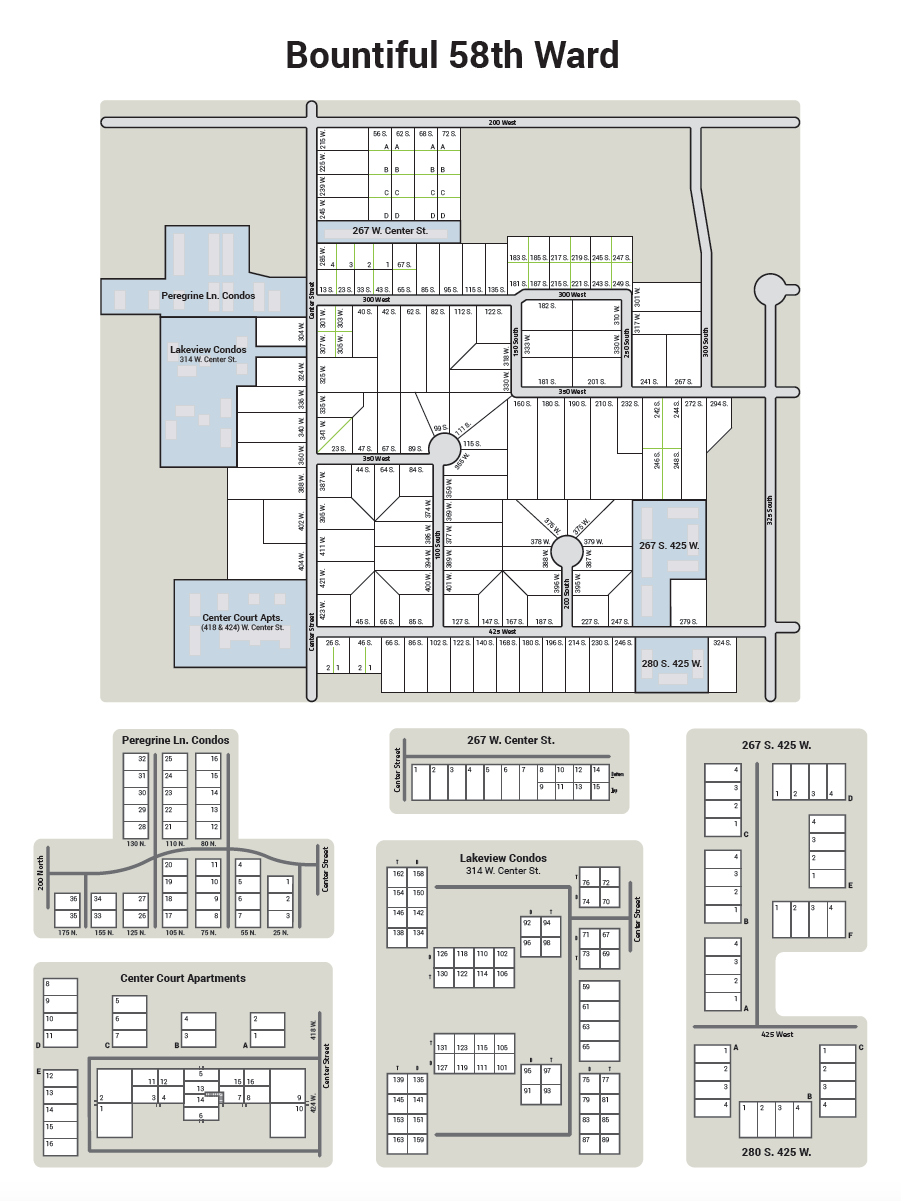 Bountiful 58th Ward
200 West
215 W.
225 W.
239 W.
245 W.
56 S. 62 S. 68 S. 72 S.
A A A A
B B B B
C C C C
D D D D
267 W. Center St.
285 W.
4 3 2 1 67 S.
13 S. 23 S. 33 S. 43 S. 55 S. 85 S. 95 S. 115 S. 135 S.
183 S. 185 S. 217 S. 219 S. 245 S. 247 S.
181 S. 187 S. 215 S. 221 S. 243 S. 249 S.
300 West
300 West
Peregrine Ln. Condos
Center Street
Lakeview Condos
314 W. Center St.
304 W.
324 W.
336 W.
340 W.
360 W.
388 W.
402 W.
404 W.
301 W.
303 W.
307 W.
305 W.
325 W.
335 W.
341 W.
40 S. 42 S. 62 S. 82 S. 112 S. 122 S.
318 W.
330 W.
150 South
182 S.
310 W.
333 W.
330 W.
181 S. 201 S.
250 South
301 W.
317 W.
241 S. 267 S.
300 South
350 West
23 S. 47 S. 67 S. 89 S.
99 S.
111 S.
115 S.
366 W.
350 West
160 S. 180 S. 190 S. 210 S. 232 S. 242 S. 244 S. 272 S. 294 S.
246 S. 248 S.
325 South
44 S. 64 S. 84 S.
387 W.
395 W.
411 W.
421 W.
423 W.
374 W.
386 W.
394 W.
400 W.
100 South
359 W.
369 W.
377 W.
389 W.
401 W.
375 W. 375 W.
378 W. 379 W.
388 W. 387 W.
396 W. 395 W.
200 South
267 S. 425 W.
45 S. 65 S. 85 S. 127 S. 147 S. 167 S. 187 S. 227 S. 247 S. 279 S.
Center Court Apts.
(418 & 424) W. Center St.
Center Street
425 West
26 S. 46 S. 66 S. 86 S. 102 S. 122 S. 140 S. 168 S. 180 S. 196 S. 214 S. 230 S. 246 S. 324 S.
2 1 2 1
280 S. 425 W.
Peregrine Ln. Condos
32 25 16
31 24 15
30 23 14
29 22 13
28 21 12
130 N. 110 N. 80 N.
200 North
Center Street
20 11 4
19 10 5 1
36 34 27 18 9 6 2
35 33 26 17 8 7 3
175 N. 155 N. 125 N. 105 N. 75 N. 55 N. 25 N.
267 W. Center St.
Center Street
1 2 3 4 5 6 7 8 10 12 14
9 11 13 15
Lakeview Condos
314 W. Center St.
T B
162 158
154 150
146 142
138 134
T
76 72
74 70
B
Center Street
B T
92 94
96 98
B
71 67
73 69
T
B
126 118 110 102
130 122 114 106
T
59
61
63
65
T
131 123 115 105
127 119 111 101
B
B T
95 97
91 93
T B
139 135
145 141
153 151
163 159
B T
75 77
79 81
83 85
87 89
Center Court Apartments
8
9
10
11
D
5
6
7
C
4
3
B
2
1
A
418 W.
Center Street
E
12
13
14
15
16
2
1
11 12
3 4
5
13
14
6
15 16
7 8
9
10
424 W.
267 S. 425 W.
4
3
2
1
C
1 2 3 4
D
4
3
2
1
E
4
3
2
1
B
1 2 3 4
F
4
3
2
1
A
425 West
1
2
3
4
A
1
2
3
4
C
B
1 2 3 4
280 S. 425 W.